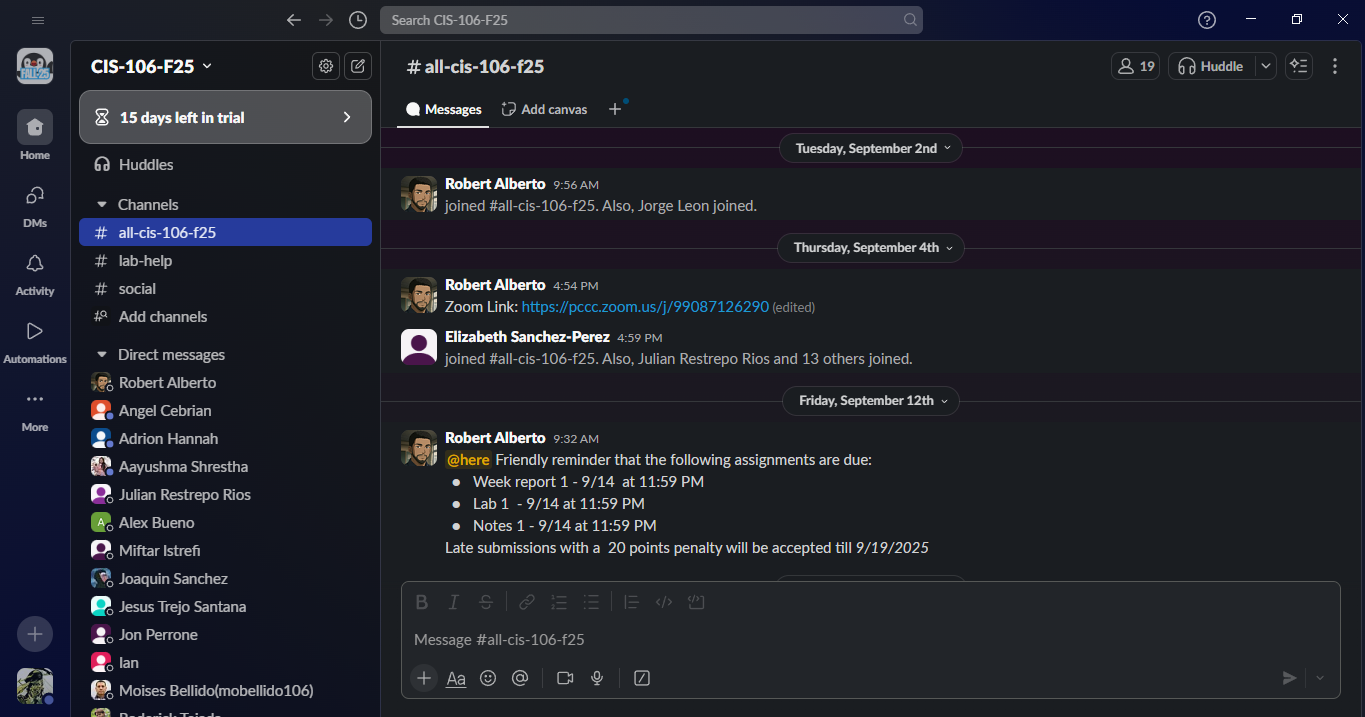 Search CIS-106-F25
FALL-25
Home
DMs
Activity
Automations
More
CIS-106-F25
15 days left in trial
Huddles
Channels
# all-cis-106-f25
# lab-help
# social
Add channels
Direct messages
Robert Alberto
Angel Cebrian
Adrion Hannah
Aayushma Shrestha
Julian Restrepo Rios
A Alex Bueno
Miftar Istrefi
Joaquin Sanchez
Jesus Trejo Santana
Jon Perrone
Ian
Moises Bellido(mobellido106)
# all-cis-106-f25
19
Huddle
Messages
Add canvas
Tuesday, September 2nd
Robert Alberto 9:56 AM
joined #all-cis-106-f25. Also, Jorge Leon joined.
Thursday, September 4th
Robert Alberto 4:54 PM
Zoom Link: https://pccc.zoom.us/j/99087126290 (edited)
Elizabeth Sanchez-Perez 4:59 PM
joined #all-cis-106-f25. Also, Julian Restrepo Rios and 13 others joined.
Friday, September 12th
Robert Alberto 9:32 AM
@here Friendly reminder that the following assignments are due:
• Week report 1 - 9/14 at 11:59 PM
• Lab 1 - 9/14 at 11:59 PM
• Notes 1 - 9/14 at 11:59 PM
Late submissions with a 20 points penalty will be accepted till 9/19/2025
B I S
Message #all-cis-106-f25
Aa